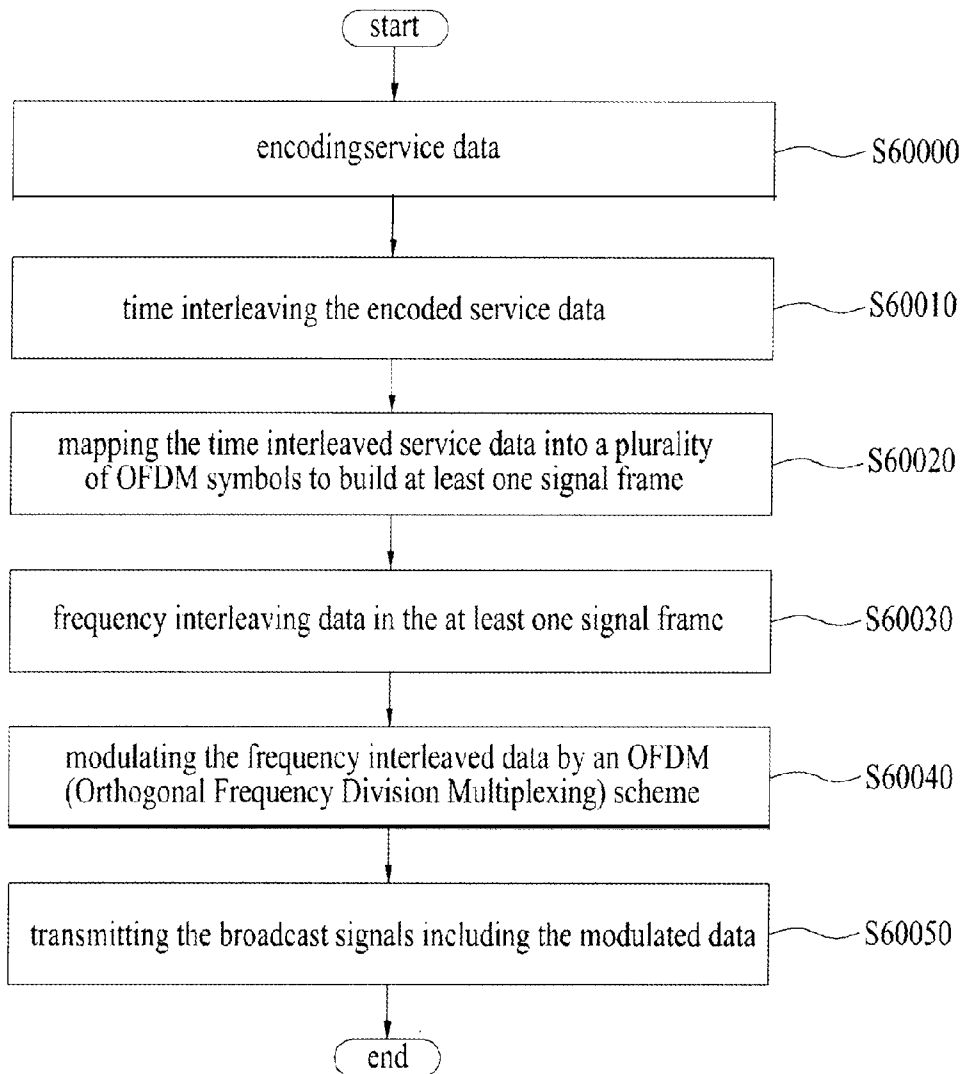 start
encodingservice data
S60000
time interleaving the encoded service data
S60010
mapping the time interleaved service data into a plurality
of OFDM symbols to build at least one signal frame
S60020
frequency interleaving data in the at least one signal frame
S60030
modulating the frequency interleaved data by an OFDM
(Orthogonal Frequency Division Multiplexing) scheme
S60040
transmitting the broadcast signals including the modulated data
S60050
end